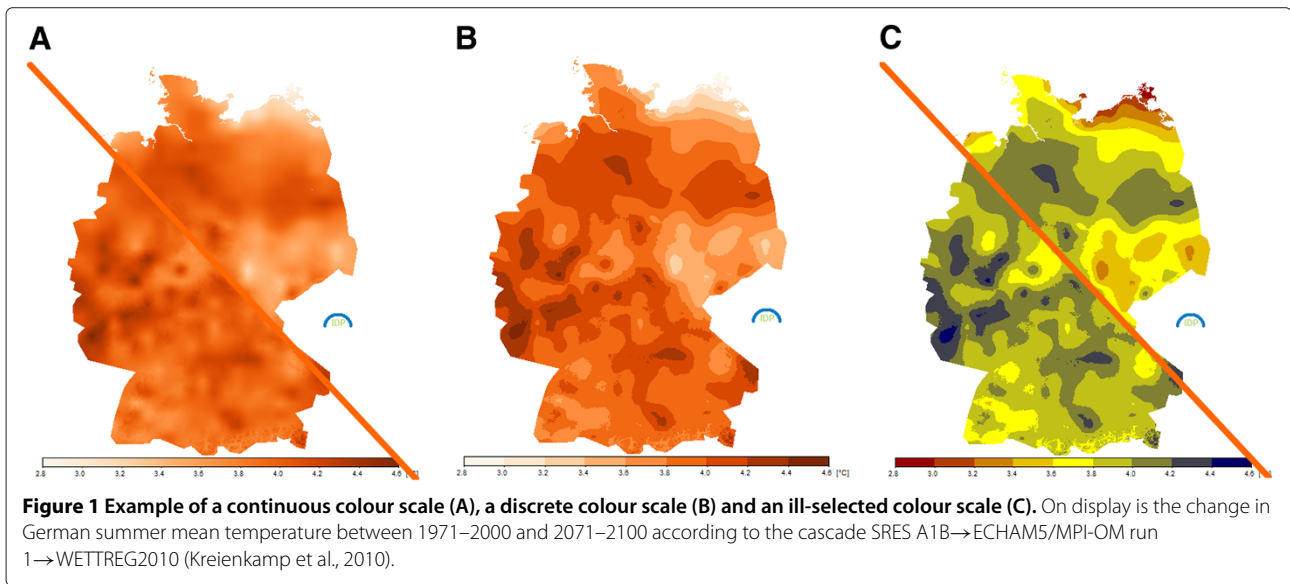 A B C
IDP IDP IDP
2.8 3.0 3.2 3.4 3.6 3.8 4.0 4.2 4.4 4.6
2.8 3.0 3.2 3.4 3.6 3.8 4.0 4.2 4.4 4.6 [°C]
2.8 3.0 3.2 3.4 3.6 3.8 4.0 4.2 4.4 4.6
Figure 1 Example of a continuous colour scale (A), a discrete colour scale (B) and an ill-selected colour scale (C). On display is the change in
German summer mean temperature between 1971–2000 and 2071–2100 according to the cascade SRES A1B→ECHAM5/MPI-OM run
1→WETTREG2010 (Kreienkamp et al., 2010).